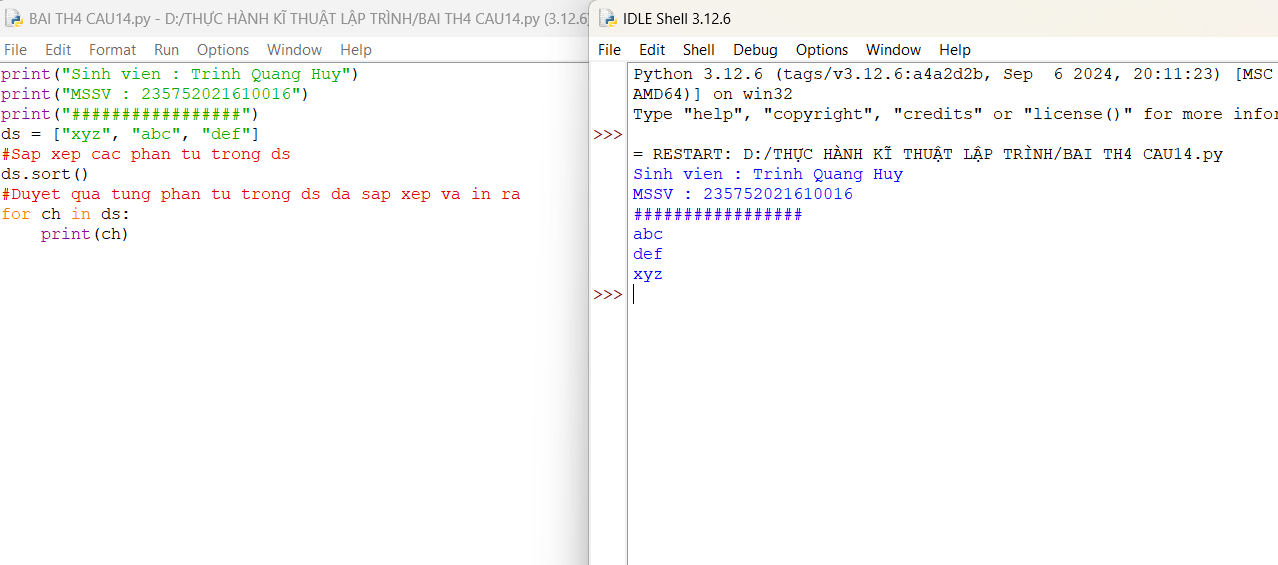 BAI TH4 CAU14.py - D:/THỰC HÀNH KĨ THUẬT LẬP TRÌNH/BAI TH4 CAU14.py (3.12.6)
File Edit Format Run Options Window Help
print("Sinh vien : Trinh Quang Huy")
print("MSSV : 235752021610016")
print("#################")
ds = ["xyz", "abc", "def"]
#Sap xep cac phan tu trong ds
ds.sort()
#Duyet qua tung phan tu trong ds da sap xep va in ra
for ch in ds:
    print(ch)
IDLE Shell 3.12.6
File Edit Shell Debug Options Window Help
Python 3.12.6 (tags/v3.12.6:a4a2d2b, Sep  6 2024, 20:11:23) [MSC
AMD64)] on win32
Type "help", "copyright", "credits" or "license()" for more infor
>>>
= RESTART: D:/THỰC HÀNH KĨ THUẬT LẬP TRÌNH/BAI TH4 CAU14.py
Sinh vien : Trinh Quang Huy
MSSV : 235752021610016
#################
abc
def
xyz
>>>